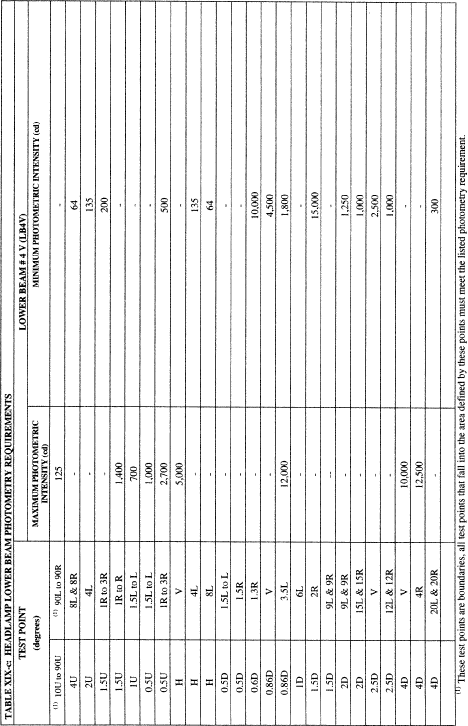 TABLE XIX-c: HEADLAMP LOWER BEAM PHOTOMETRY REQUIREMENTS
TEST POINT LOWER BEAM # 4 V (LB4V)
(degrees) MAXIMUM PHOTOMETRIC MINIMUM PHOTOMETRIC INTENSITY (cd)
INTENSITY (cd)
(1) 10U to 90U (1) 90L to 90R 125 -
4U 8L & 8R - 64
2U 4L - 135
1.5U 1R to 3R - 200
1.5U 1R to R 1,400 -
1U 1.5L to L 700 -
0.5U 1.5L to L 1,000 -
0.5U 1R to 3R 2,700 500
H V 5,000 -
H 4L - 135
H 8L - 64
0.5D 1.5L to L - -
0.5D 1.5R - -
0.6D 1.3R - 10,000
0.86D V - 4,500
0.86D 3.5L 12,000 1,800
1D 6L - -
1.5D 2R - 15,000
1.5D 9L & 9R -- -
2D 9L & 9R - 1,250
2D 15L & 15R - 1,000
2.5D V - 2,500
2.5D 12L & 12R - 1,000
4D V 10,000 -
4D 4R 12,500 -
4D 20L & 20R - 300
(1) These test points are boundaries, all test points that fall into the area defined by these points must meet the listed photometry requirement.